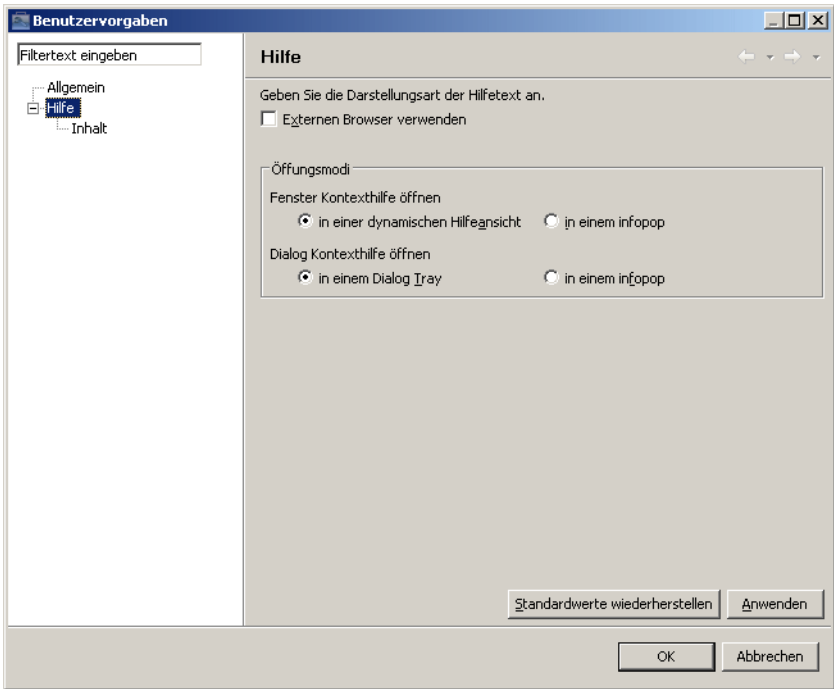 Benutzervorgaben
Filtertext eingeben
Allgemein
Hilfe
Inhalt
Hilfe
Geben Sie die Darstellungsart der Hilfetext an.
Externen Browser verwenden
Öffungsmodi
Fenster Kontexthilfe öffnen
in einer dynamischen Hilfeansicht in einem infopop
Dialog Kontexthilfe öffnen
in einem Dialog Tray in einem infopop
Standardwerte wiederherstellen Anwenden
OK Abbrechen